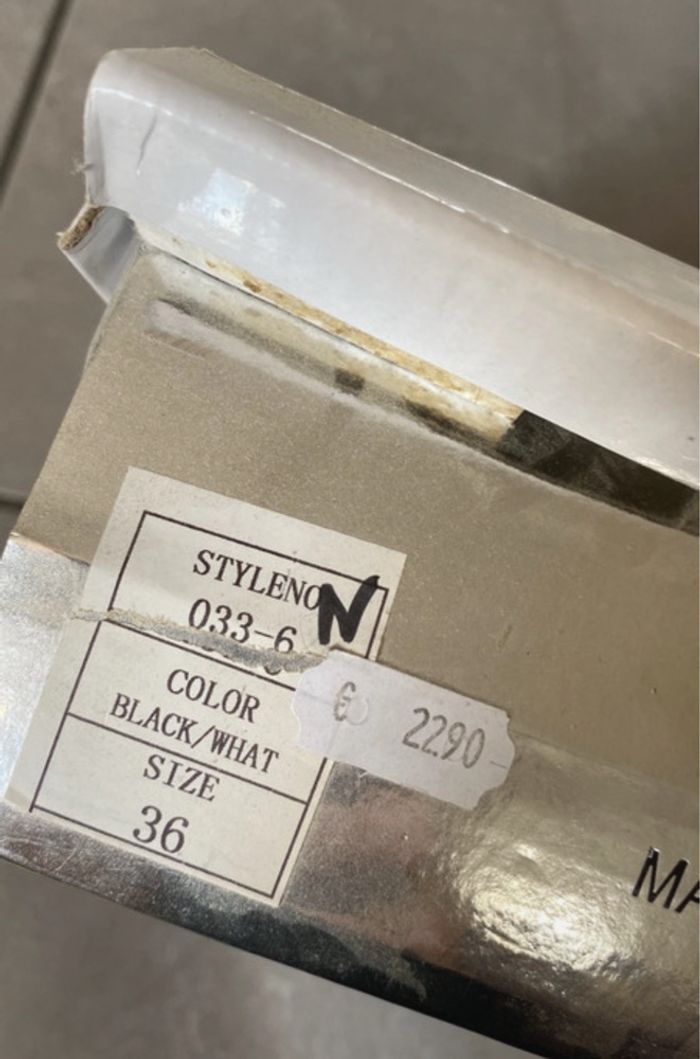 STYLENO
N
033-6
COLOR
BLACK/WHAT
SIZE
36
€ 2290
MA